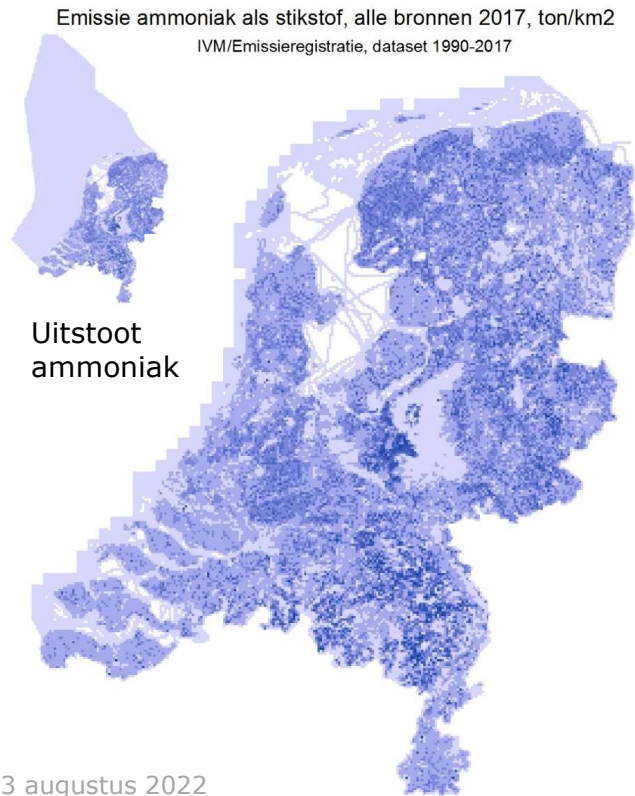 Emissie ammoniak als stikstof, alle bronnen 2017, ton/km2
IVM/Emissieregistratie, dataset 1990-2017
Uitstoot
ammoniak
3 augustus 2022